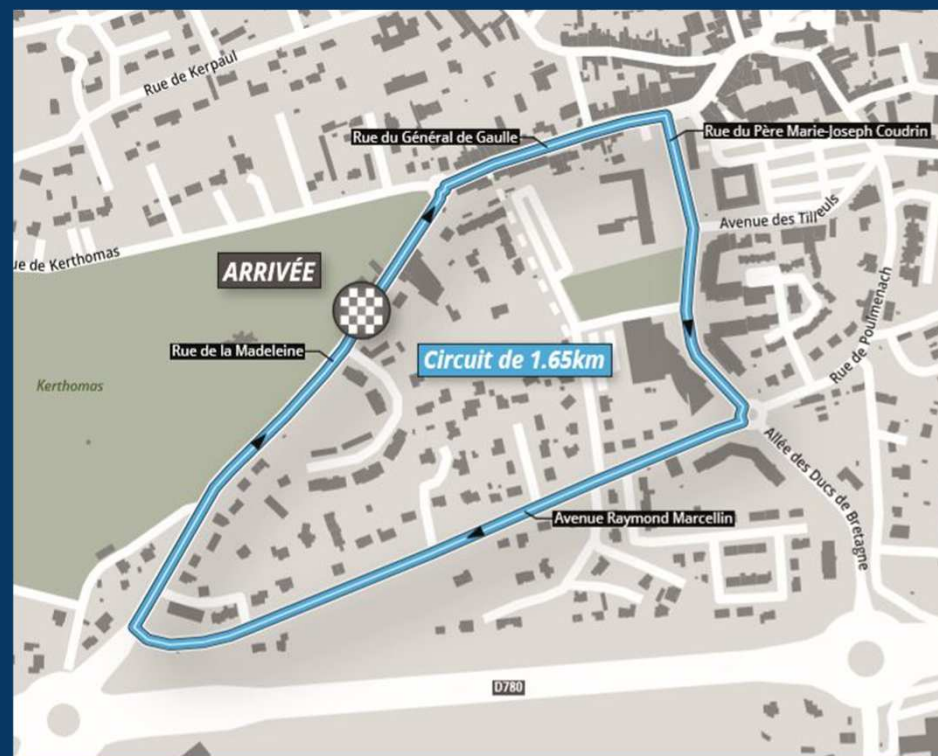 Rue de Kerpaul
Rue du Général de Gaulle
Rue du Père Marie-Joseph Coudrin
Avenue des Tilleuls
ue de Kerthomas
ARRIVÉE
Rue de Poulmenach
Rue de la Madeleine
Circuit de 1.65km
Kerthomas
Allée des Ducs de Bretagne
Avenue Raymond Marcellin
D780